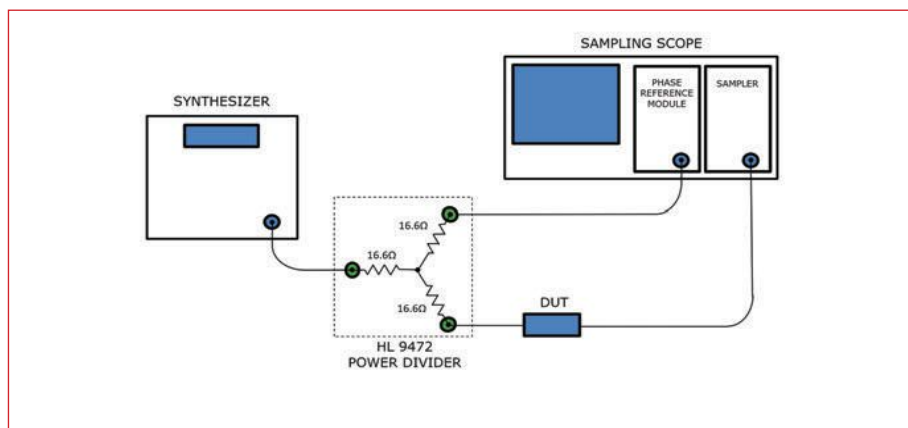 SAMPLING SCOPE
SYNTHESIZER
PHASE
REFERENCE
MODULE
SAMPLER
16.6Ω
16.6Ω
16.6Ω
DUT
HL 9472
POWER DIVIDER